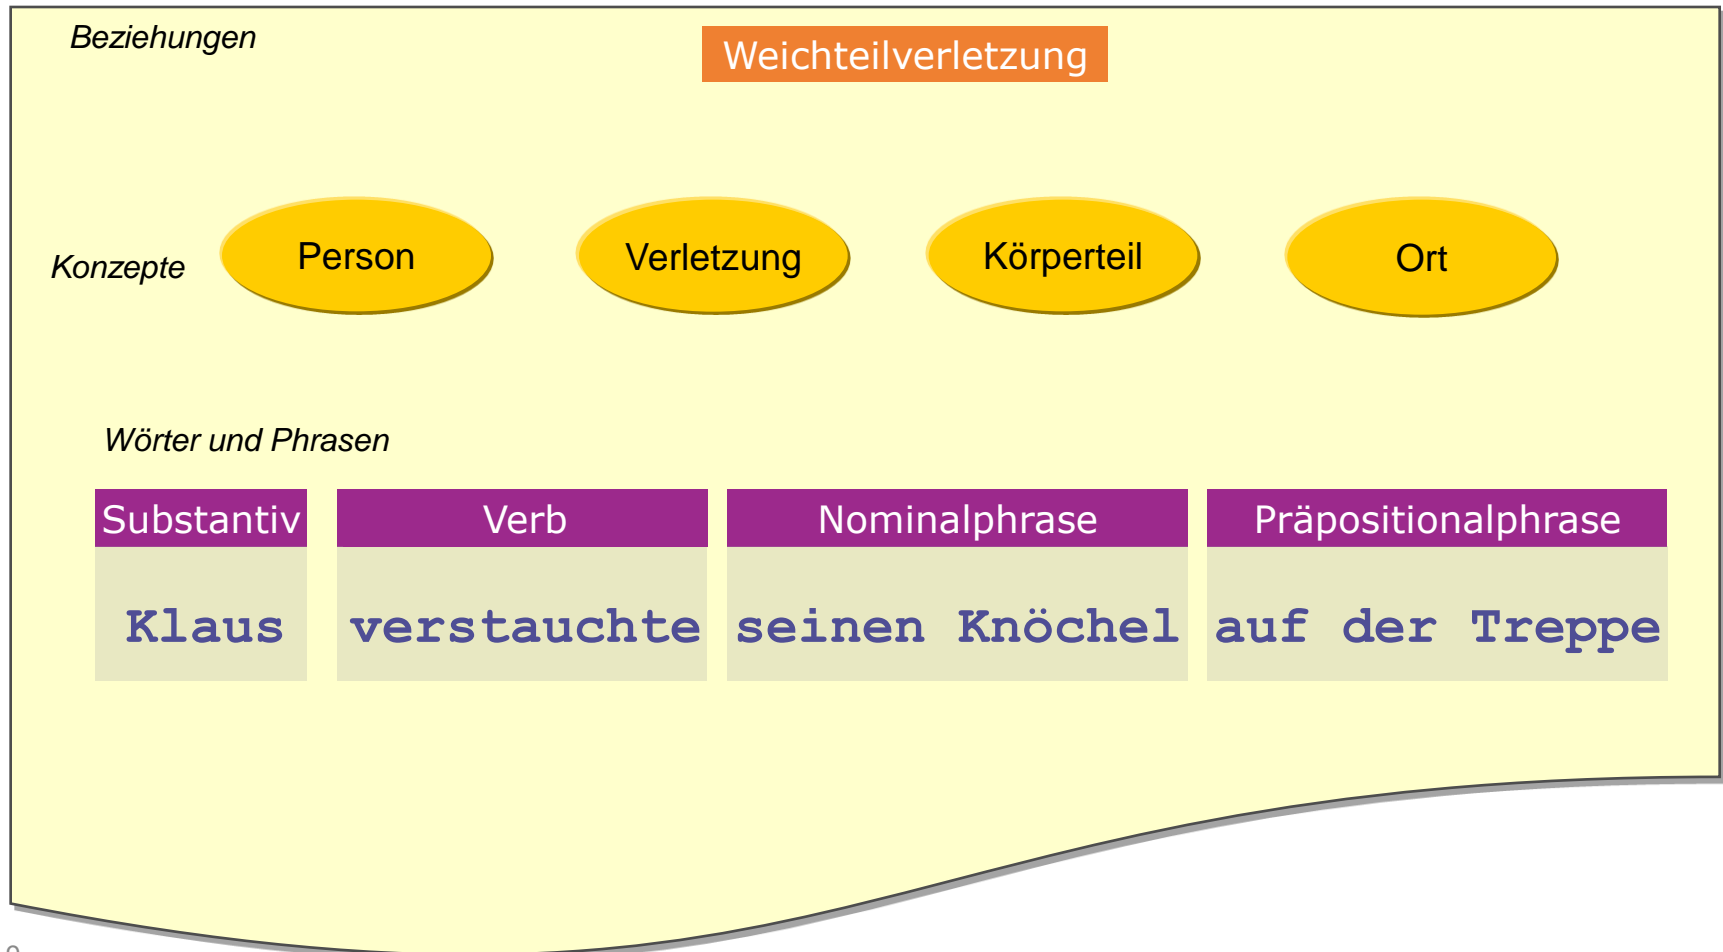 Beziehungen
Weichteilverletzung
Konzepte
Person
Verletzung
Körperteil
Ort
Wörter und Phrasen
Substantiv
Verb
Nominalphrase
Präpositionalphrase
Klaus
verstauchte
seinen Knöchel
auf der Treppe